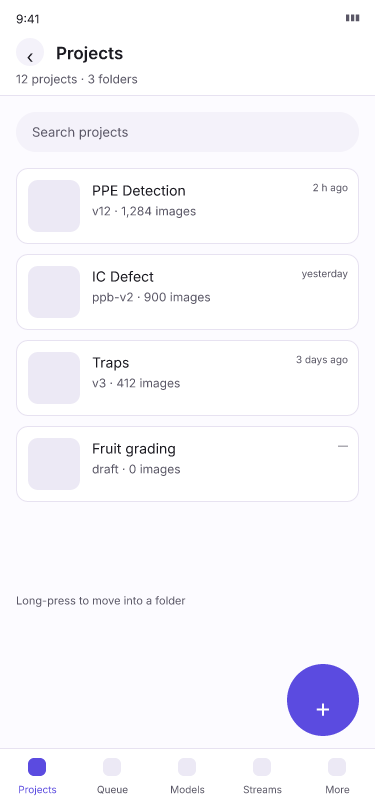 9:41
‹ Projects
12 projects · 3 folders
Search projects
PPE Detection 2 h ago
v12 · 1,284 images
IC Defect yesterday
ppb-v2 · 900 images
Traps 3 days ago
v3 · 412 images
Fruit grading —
draft · 0 images
Long-press to move into a folder
+
Projects Queue Models Streams More